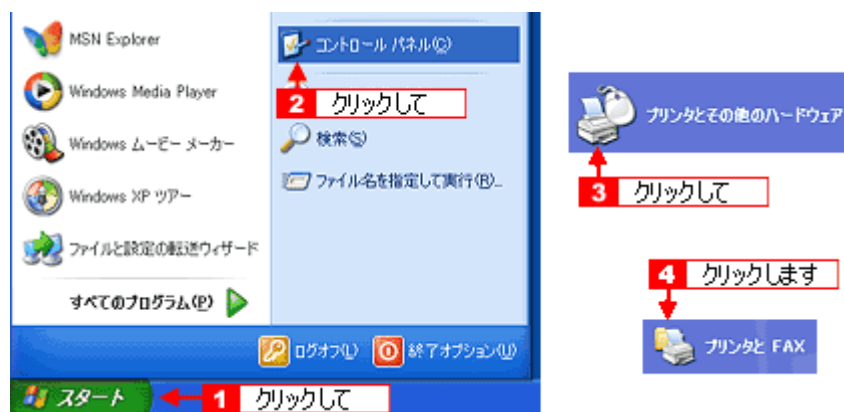 MSN Explorer
Windows Media Player
Windows ムービー メーカー
Windows XP ツアー
ファイルと設定の転送ウィザード
すべてのプログラム(P)
コントロール パネル(C)
2 クリックして
検索(S)
ファイル名を指定して実行(R)...
ログオフ(L)
終了オプション(U)
スタート
1 クリックして
プリンタとその他のハードウェア
3 クリックして
4 クリックします
プリンタと FAX